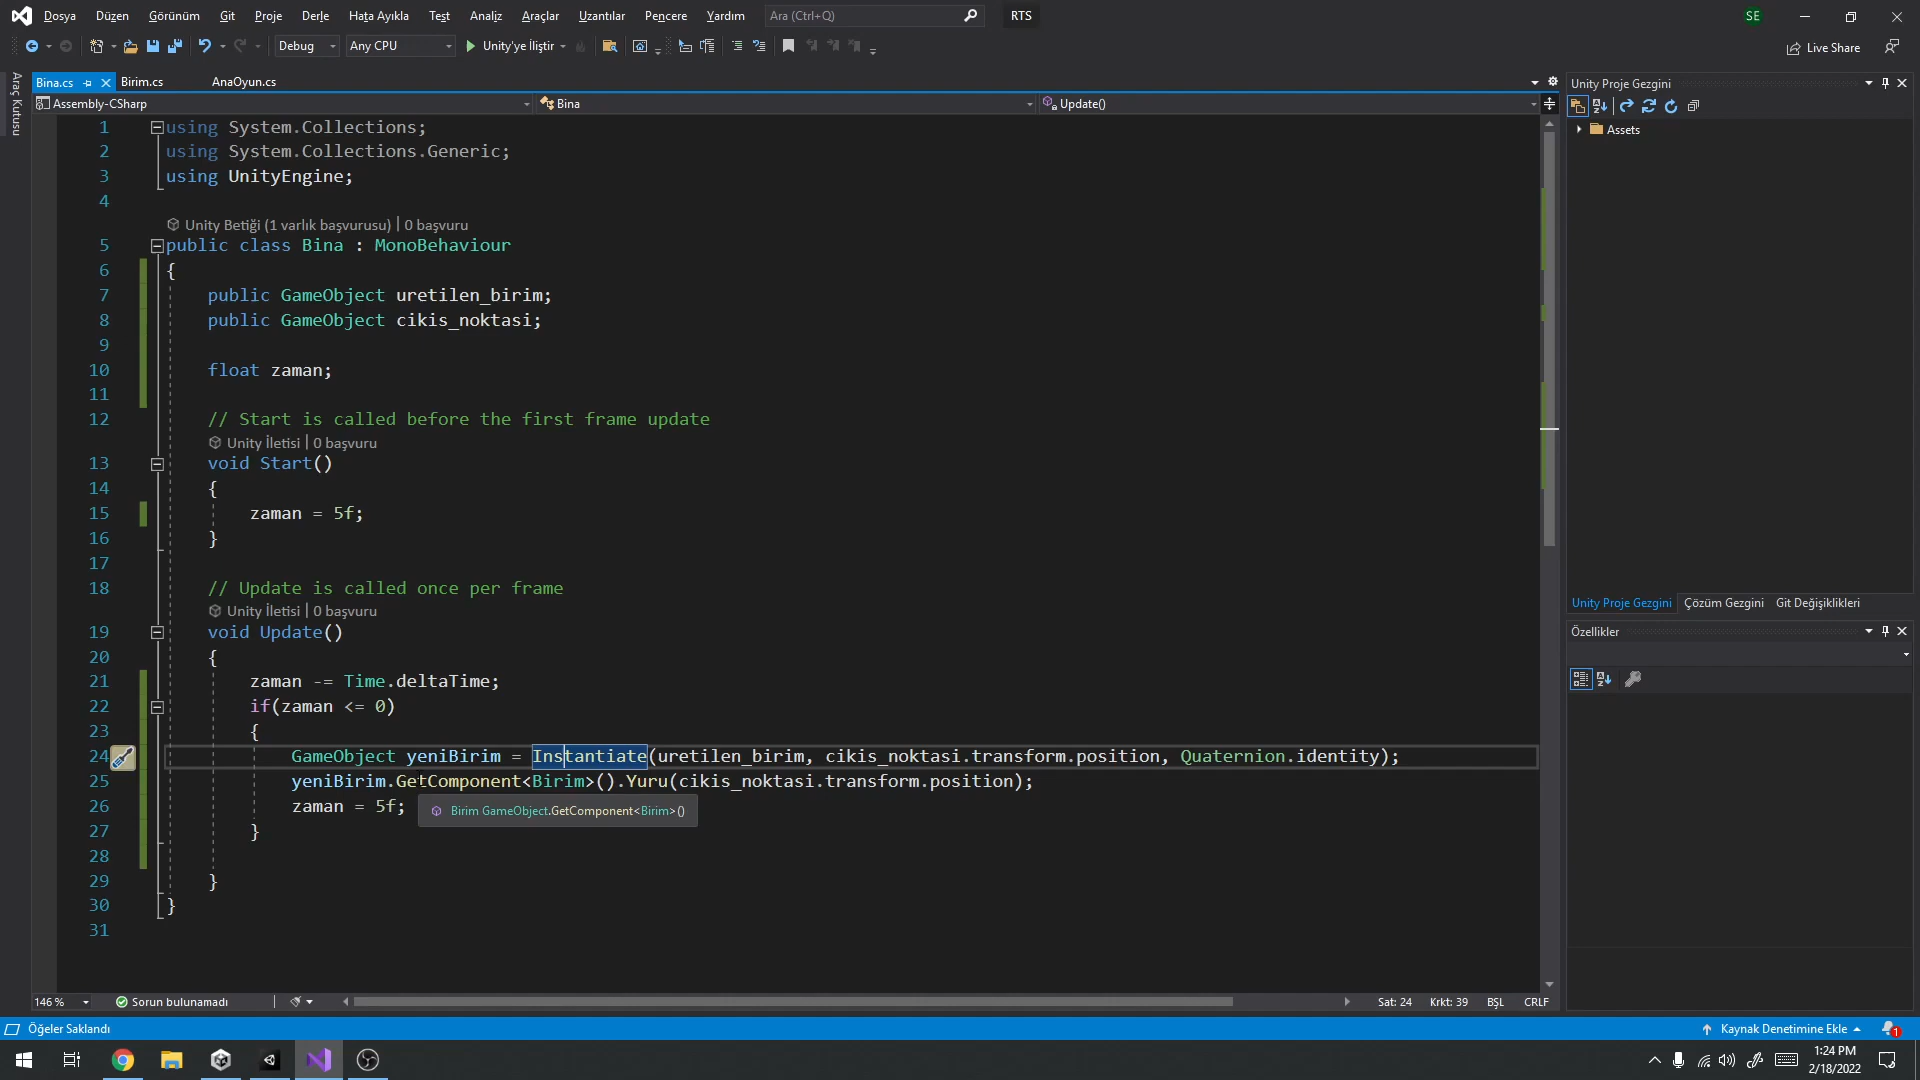 Dosya Düzen Görünüm Git Proje Derle Hata Ayıkla Test Analiz Araçlar Uzantılar Pencere Yardım Ara (Ctrl+Q) RTS SE
Debug Any CPU Unity'ye İliştir Live Share
Araç Kutusu
Bina.cs Birim.cs AnaOyun.cs
Assembly-CSharp Bina Update()
1 using System.Collections;
2 using System.Collections.Generic;
3 using UnityEngine;
4
Unity Betiği (1 varlık başvurusu) | 0 başvuru
5 public class Bina : MonoBehaviour
6 {
7 public GameObject uretilen_birim;
8 public GameObject cikis_noktasi;
9
10 float zaman;
11
12 // Start is called before the first frame update
Unity İletisi | 0 başvuru
13 void Start()
14 {
15 zaman = 5f;
16 }
17
18 // Update is called once per frame
Unity İletisi | 0 başvuru
19 void Update()
20 {
21 zaman -= Time.deltaTime;
22 if(zaman <= 0)
23 {
24 GameObject yeniBirim = Instantiate(uretilen_birim, cikis_noktasi.transform.position, Quaternion.identity);
25 yeniBirim.GetComponent<Birim>().Yuru(cikis_noktasi.transform.position);
26 zaman = 5f;
Birim GameObject.GetComponent<Birim>()
27 }
28
29 }
30 }
31
146 % Sorun bulunamadı Sat: 24 Krkt: 39 BŞL CRLF
Unity Proje Gezgini
Assets
Unity Proje Gezgini Çözüm Gezgini Git Değişiklikleri
Özellikler
Öğeler Saklandı Kaynak Denetimine Ekle 1
1:24 PM
2/18/2022